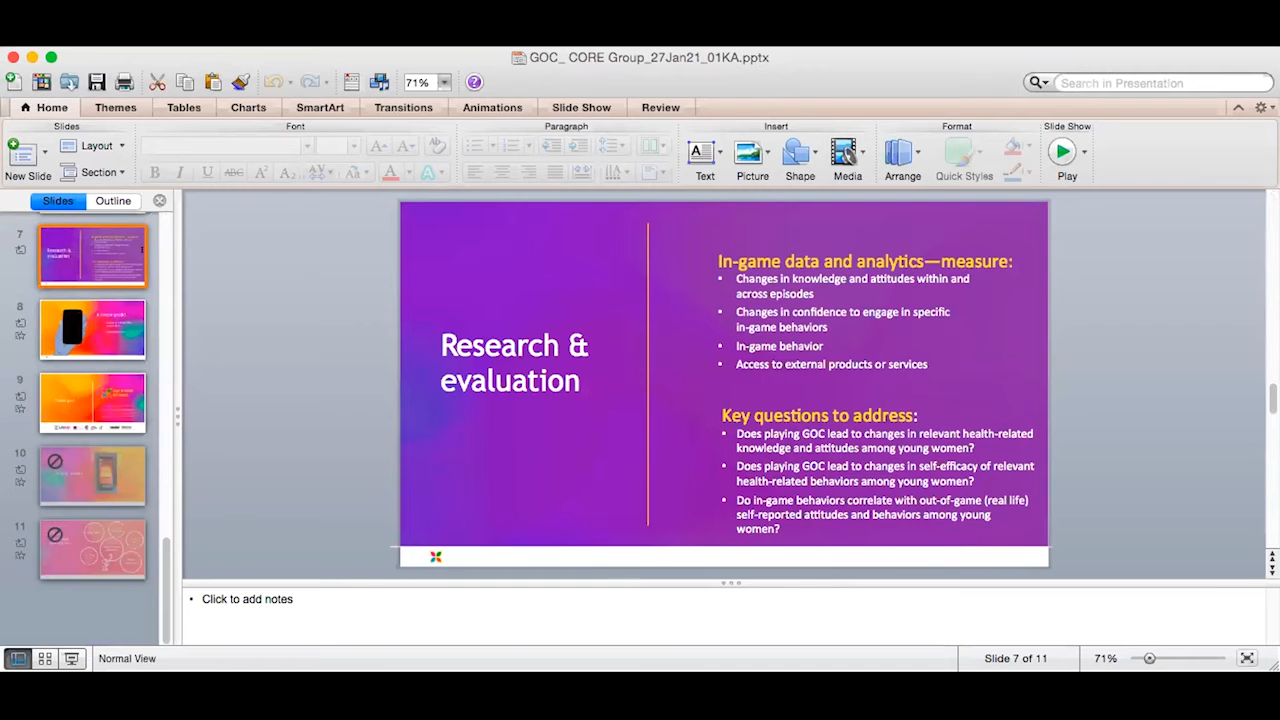 GOC_ CORE Group_27Jan21_01KA.pptx
71%
Search in Presentation
Home Themes Tables Charts SmartArt Transitions Animations Slide Show Review
Slides Font Paragraph Insert Format Slide Show
New Slide Layout Section
B I U ABC A² A₂ Text Picture Shape Media Arrange Quick Styles Play
Slides Outline
7
8
9
10
11
Research &
evaluation
In-game data and analytics—measure:
• Changes in knowledge and attitudes within and
across episodes
• Changes in confidence to engage in specific
in-game behaviors
• In-game behavior
• Access to external products or services
Key questions to address:
• Does playing GOC lead to changes in relevant health-related
knowledge and attitudes among young women?
• Does playing GOC lead to changes in self-efficacy of relevant
health-related behaviors among young women?
• Do in-game behaviors correlate with out-of-game (real life)
self-reported attitudes and behaviors among young
women?
• Click to add notes
Normal View Slide 7 of 11 71%